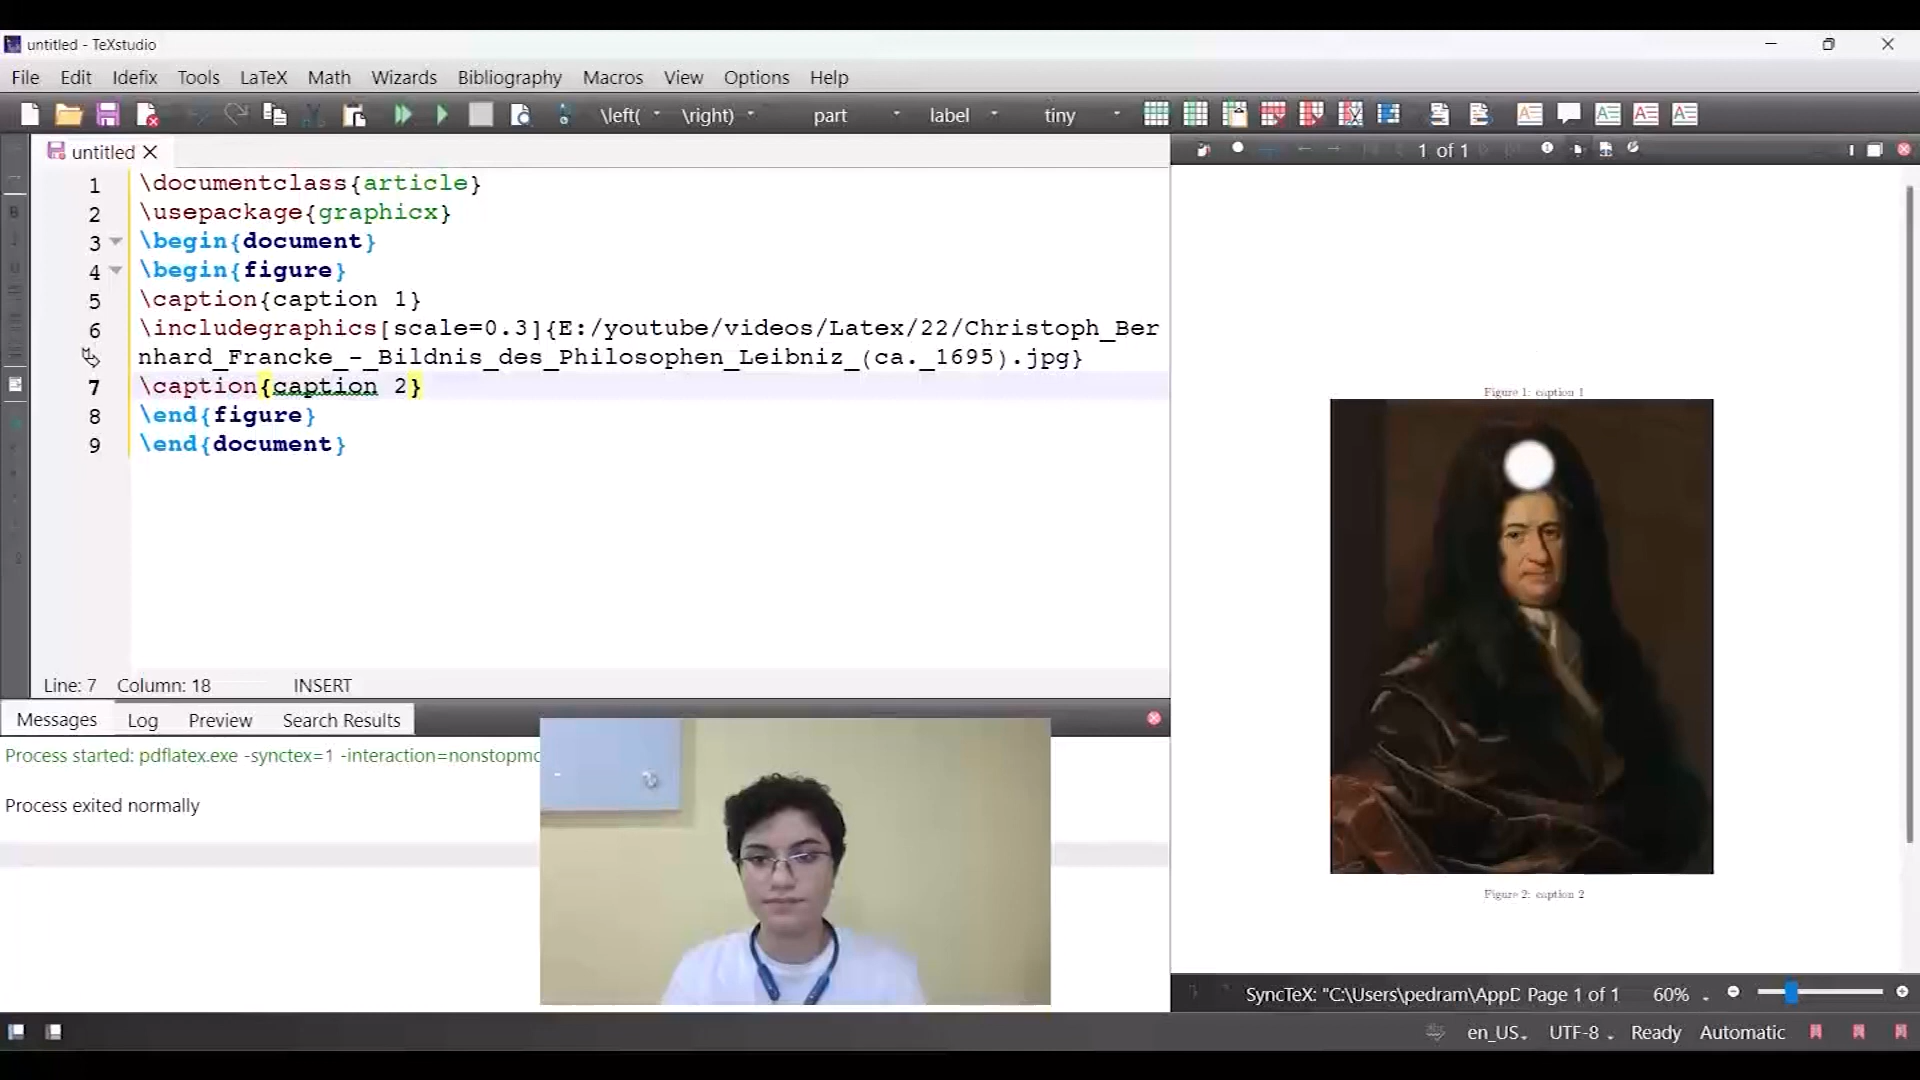 untitled - TeXstudio
File Edit Idefix Tools LaTeX Math Wizards Bibliography Macros View Options Help
\left( \right) part label tiny
untitled
1 of 1
1 \documentclass{article}
2 \usepackage{graphicx}
3 \begin{document}
4 \begin{figure}
5 \caption{caption 1}
6 \includegraphics[scale=0.3]{E:/youtube/videos/Latex/22/Christoph_Ber
nhard_Francke_-_Bildnis_des_Philosophen_Leibniz_(ca._1695).jpg}
7 \caption{caption 2}
8 \end{figure}
9 \end{document}
Figure 1: caption 1
Figure 2: caption 2
Line: 7 Column: 18 INSERT
Messages Log Preview Search Results
Process started: pdflatex.exe -synctex=1 -interaction=nonstopmo
Process exited normally
SyncTeX: "C:\Users\pedram\AppD Page 1 of 1 60%
en_US UTF-8 Ready Automatic